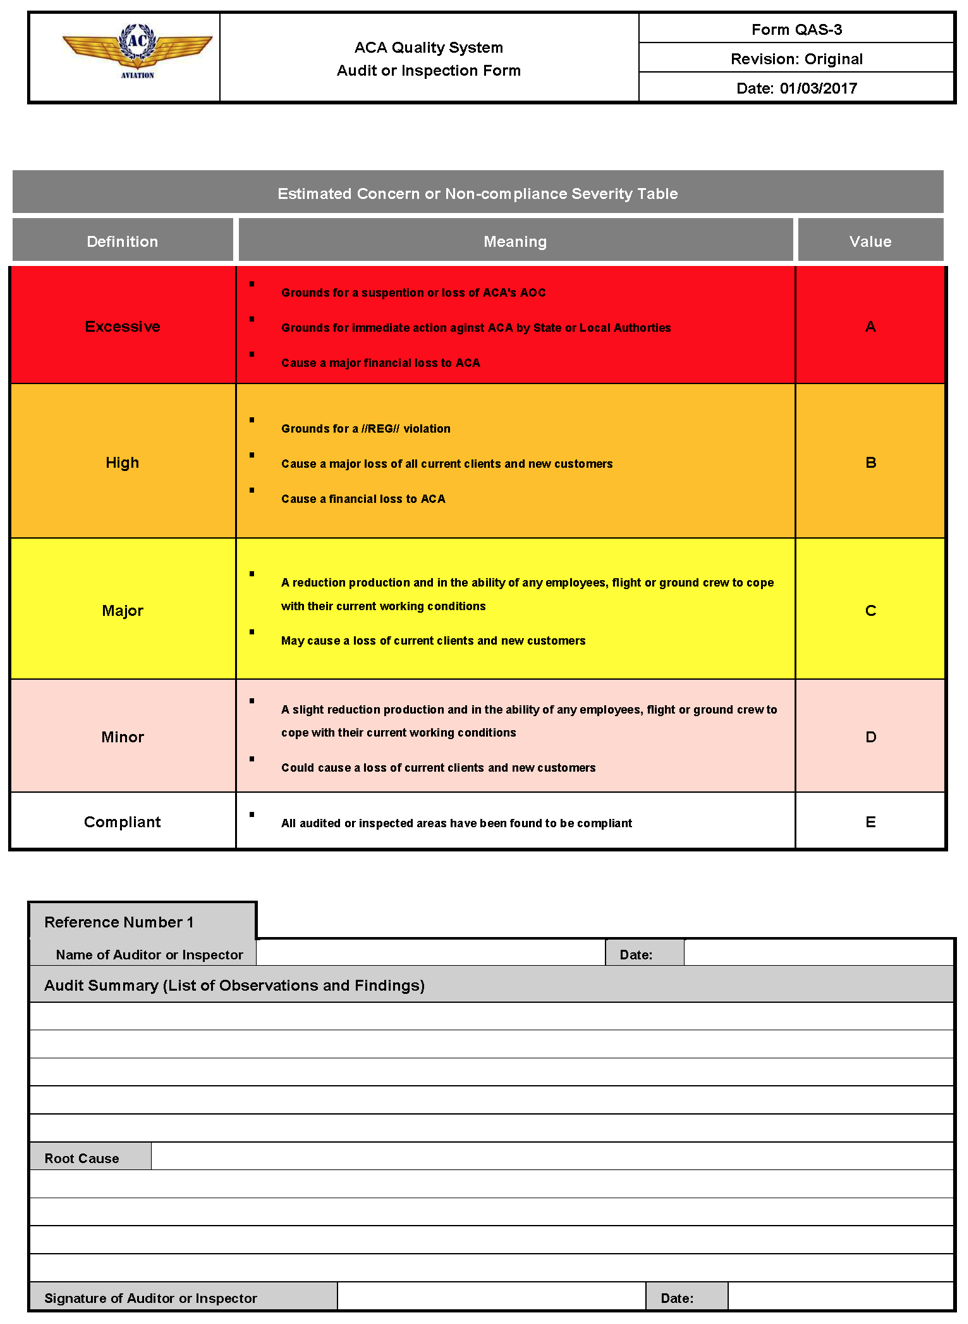 AC
AVIATION
ACA Quality System
Audit or Inspection Form
Form QAS-3
Revision: Original
Date: 01/03/2017
Estimated Concern or Non-compliance Severity Table
Definition
Meaning
Value
Excessive
▪ Grounds for a suspention or loss of ACA's AOC
▪ Grounds for immediate action aginst ACA by State or Local Authorties
▪ Cause a major financial loss to ACA
A
High
▪ Grounds for a //REG// violation
▪ Cause a major loss of all current clients and new customers
▪ Cause a financial loss to ACA
B
Major
▪ A reduction production and in the ability of any employees, flight or ground crew to cope
with their current working conditions
▪ May cause a loss of current clients and new customers
C
Minor
▪ A slight reduction production and in the ability of any employees, flight or ground crew to
cope with their current working conditions
▪ Could cause a loss of current clients and new customers
D
Compliant
▪ All audited or inspected areas have been found to be compliant
E
Reference Number 1
Name of Auditor or Inspector
Date:
Audit Summary (List of Observations and Findings)
Root Cause
Signature of Auditor or Inspector
Date: